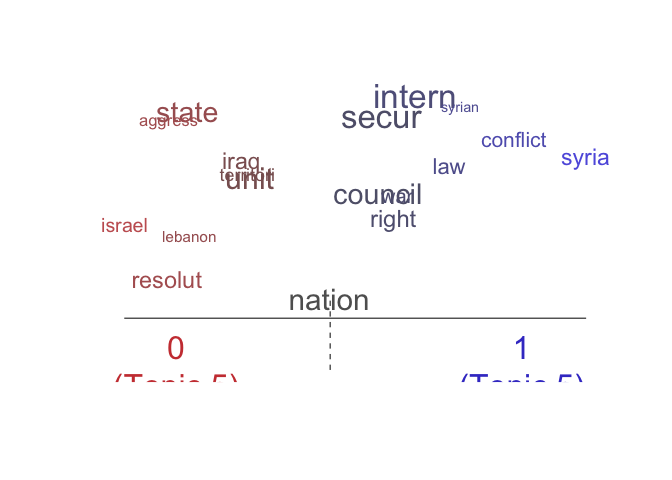 intern
syrian
state
secur
aggress
conflict
syria
iraq
law
territori
unit
council
war
right
israel
lebanon
resolut
nation
0 1
(Topic 5) (Topic 5)